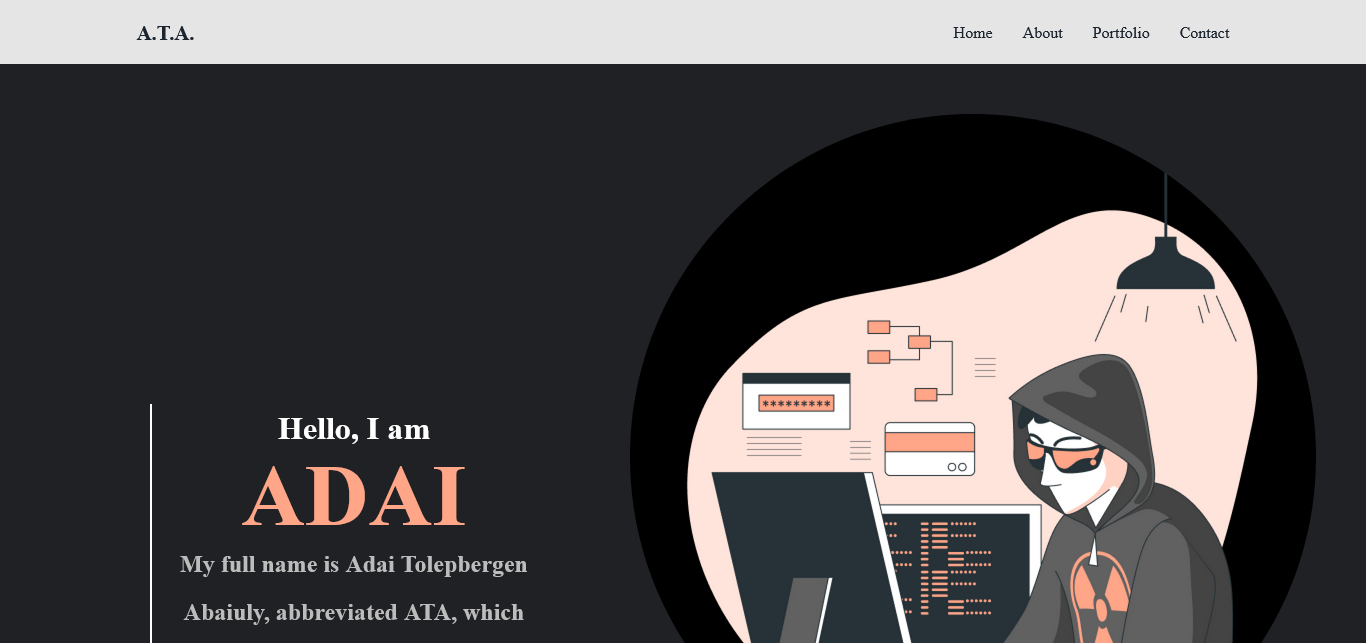 A.T.A.
Home About Portfolio Contact
Hello, I am
ADAI
My full name is Adai Tolepbergen
Abaiuly, abbreviated ATA, which
*********